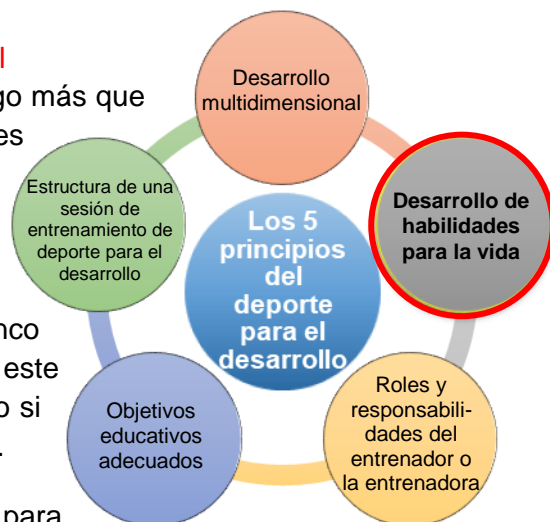 l
go más que
es
nco
este
o si
.
para
Desarrollo
multidimensional
Desarrollo de
habilidades
para la vida
Roles y
responsabili-
dades del
entrenador o
la entrenadora
Objetivos
educativos
adecuados
Estructura de una
sesión de
entrenamiento de
deporte para el
desarrollo
Los 5
principios
del
deporte
para el
desarrollo